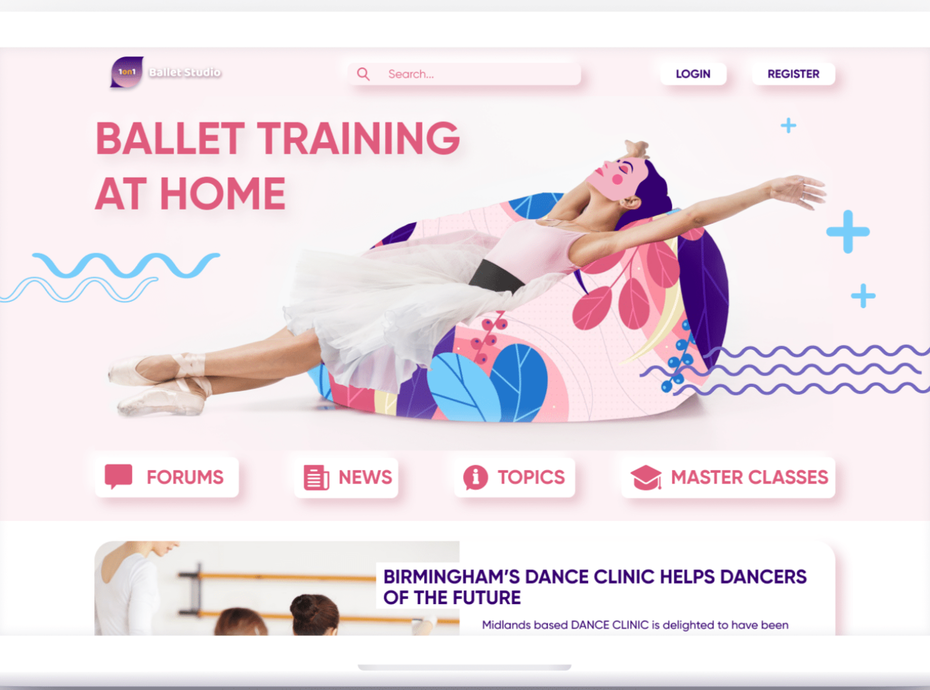 1on1
Ballet Studio
Search...
LOGIN
REGISTER
BALLET TRAINING
AT HOME
FORUMS
NEWS
TOPICS
MASTER CLASSES
BIRMINGHAM'S DANCE CLINIC HELPS DANCERS
OF THE FUTURE
Midlands based DANCE CLINIC is delighted to have been